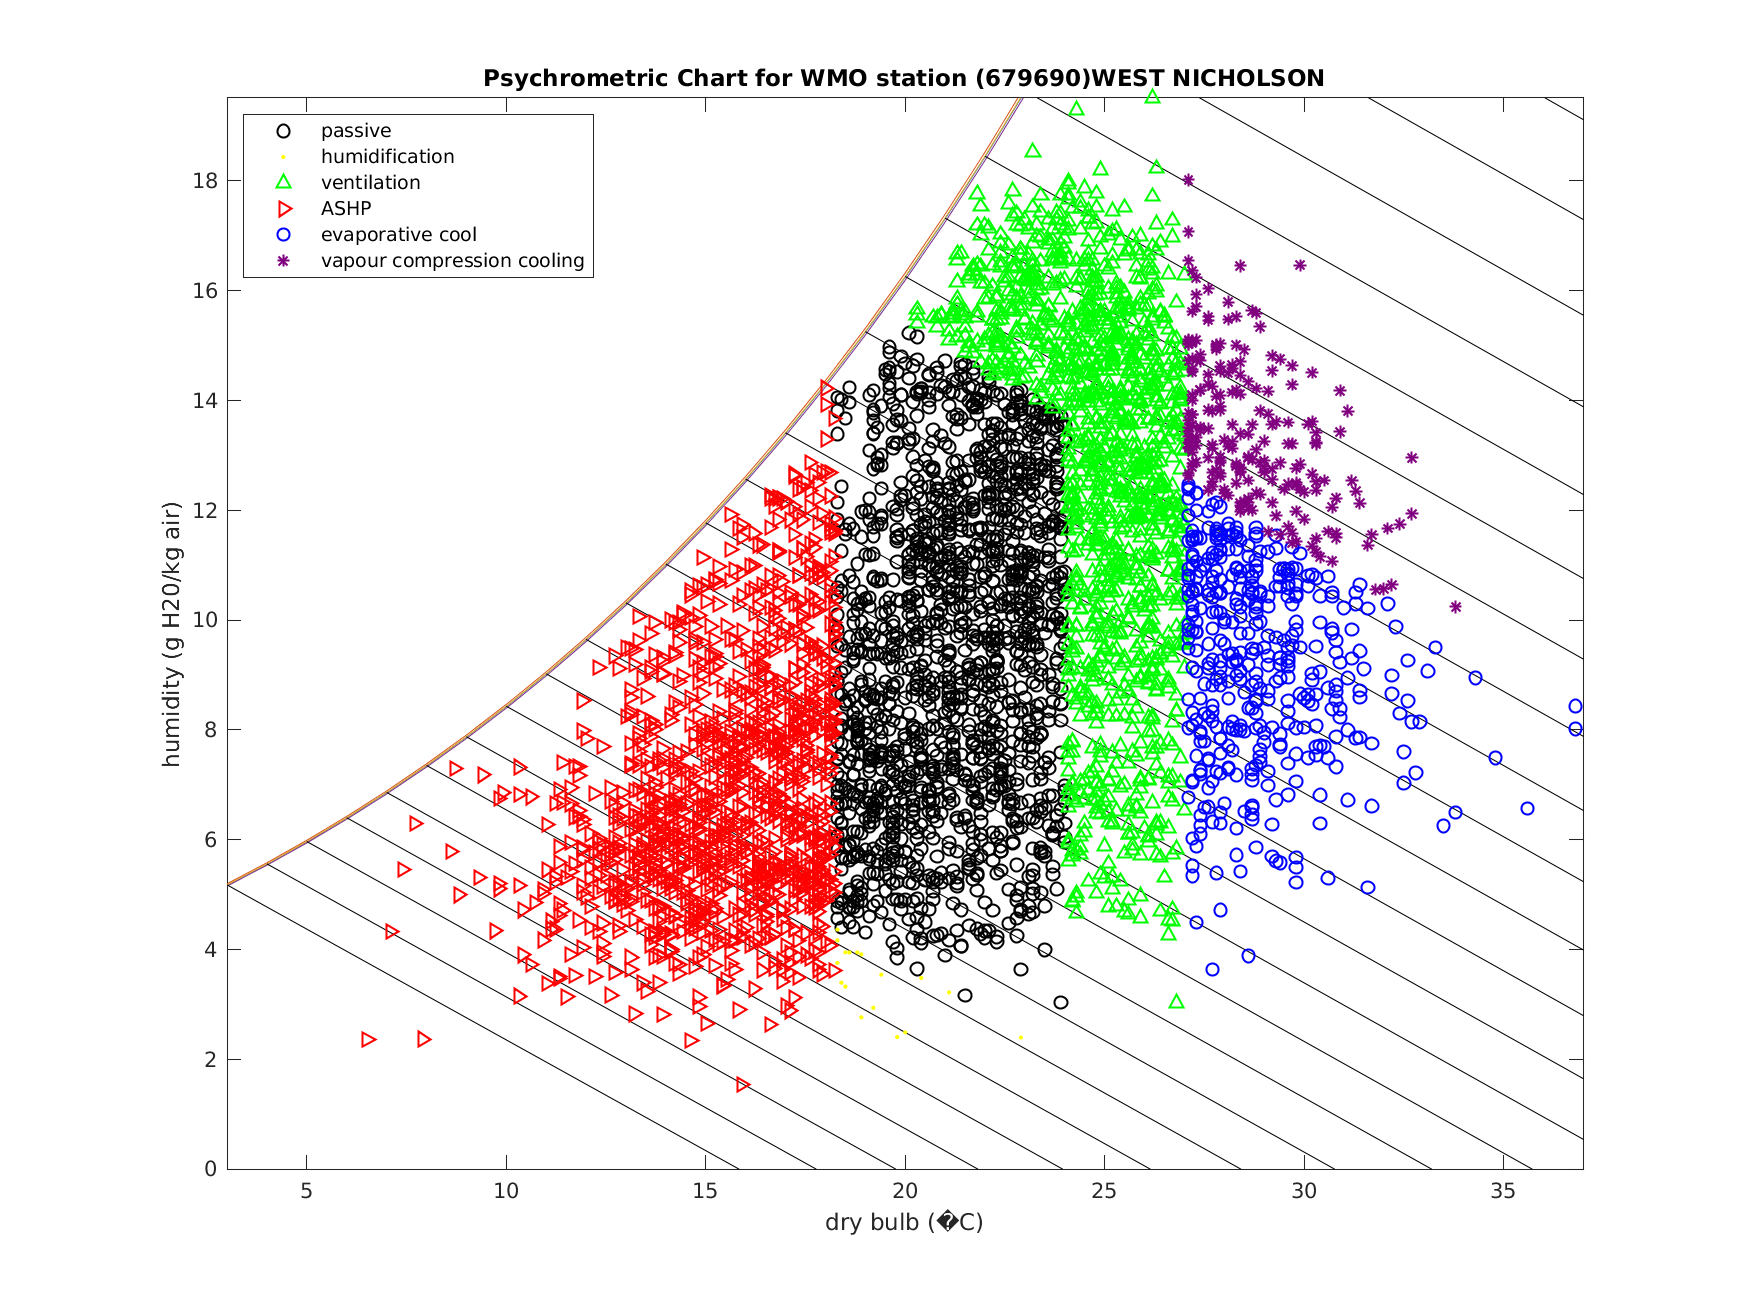 Psychrometric Chart for WMO station (679690)WEST NICHOLSON
passive
humidification
ventilation
ASHP
evaporative cool
vapour compression cooling
humidity (g H20/kg air)
18
16
14
12
10
8
6
4
2
0
5 10 15 20 25 30 35
dry bulb (�C)